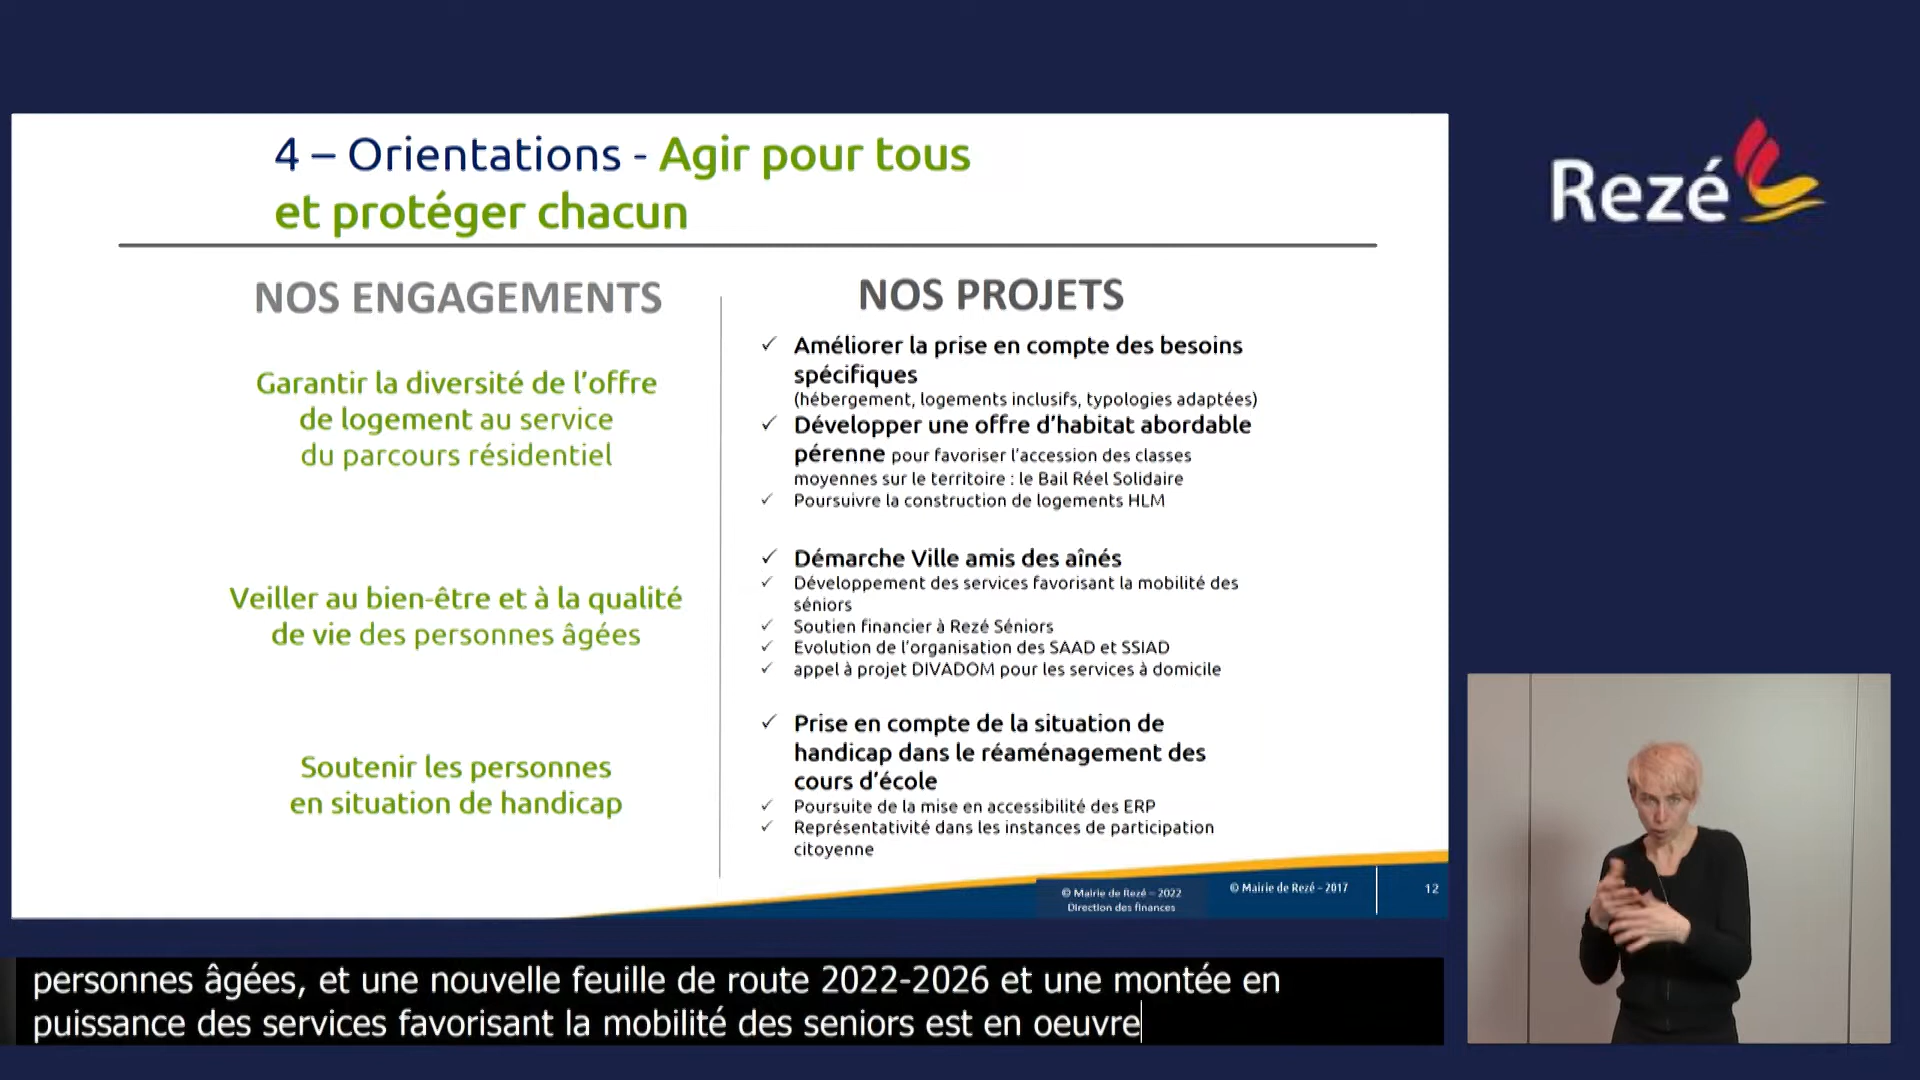 4 – Orientations - Agir pour tous
et protéger chacun
Rezé
NOS ENGAGEMENTS
Garantir la diversité de l’offre
de logement au service
du parcours résidentiel
Veiller au bien-être et à la qualité
de vie des personnes âgées
Soutenir les personnes
en situation de handicap
NOS PROJETS
✓ Améliorer la prise en compte des besoins
spécifiques
(hébergement, logements inclusifs, typologies adaptées)
✓ Développer une offre d’habitat abordable
pérenne pour favoriser l’accession des classes
moyennes sur le territoire : le Bail Réel Solidaire
✓ Poursuivre la construction de logements HLM
✓ Démarche Ville amis des aînés
✓ Développement des services favorisant la mobilité des
séniors
✓ Soutien financier à Rezé Séniors
✓ Evolution de l’organisation des SAAD et SSIAD
✓ appel à projet DIVADOM pour les services à domicile
✓ Prise en compte de la situation de
handicap dans le réaménagement des
cours d’école
✓ Poursuite de la mise en accessibilité des ERP
✓ Représentativité dans les instances de participation
citoyenne
© Mairie de Rezé – 2022
Direction des finances
© Mairie de Rezé - 2017
12
personnes âgées, et une nouvelle feuille de route 2022-2026 et une montée en
puissance des services favorisant la mobilité des seniors est en oeuvre